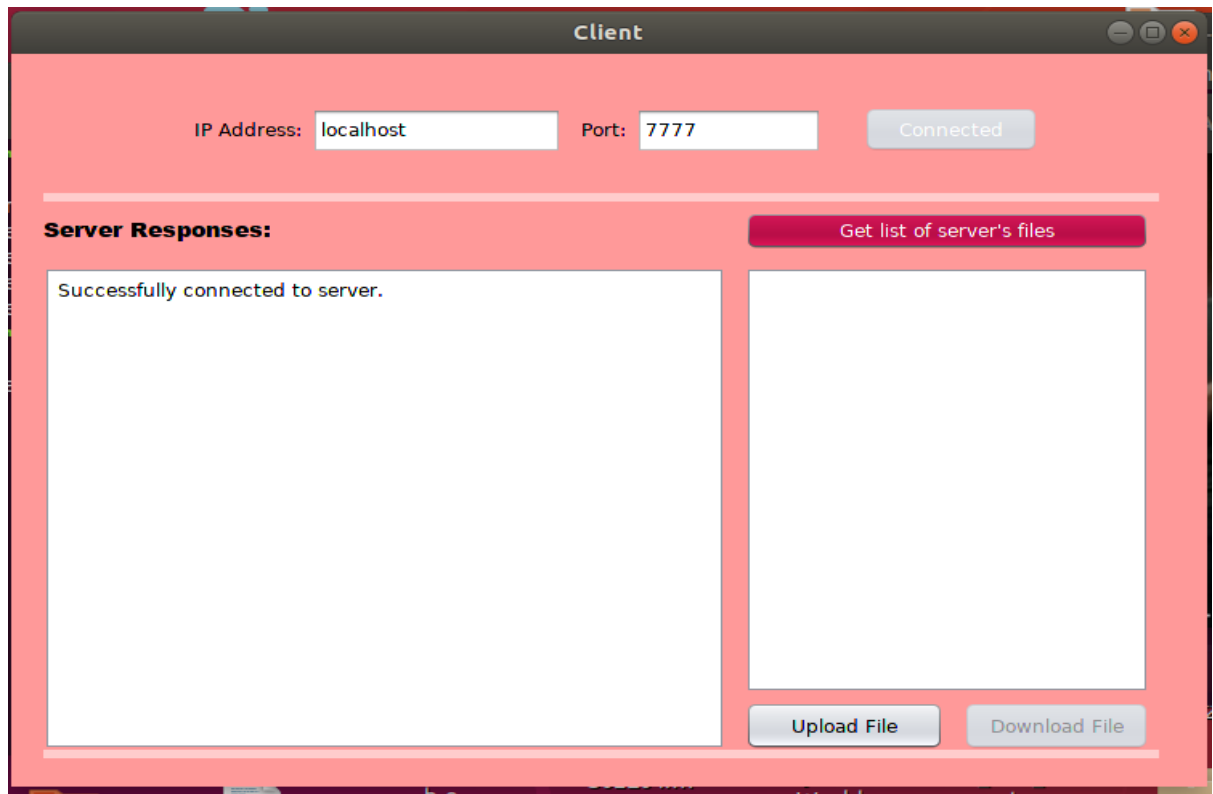 Client
IP Address: localhost Port: 7777 Connected
Server Responses: Get list of server's files
Successfully connected to server.
Upload File Download File